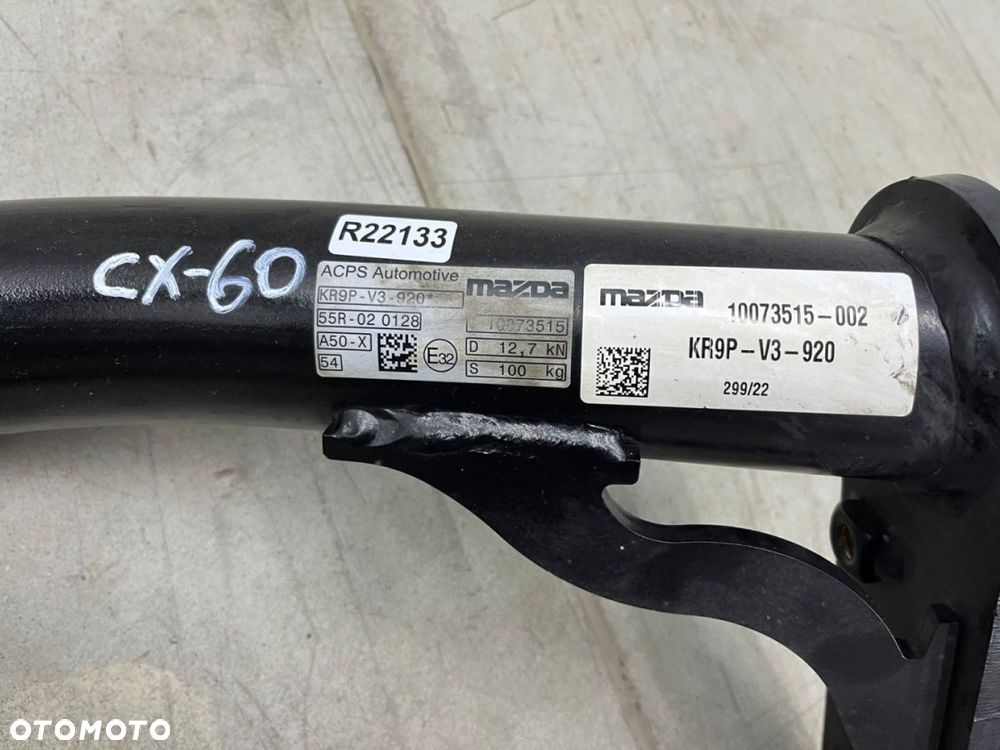 CX-60
R22133
ACPS Automotive
mazda
KR9P-V3-920*
10073515
55R-02 0128
A50-X
E32
D 12,7 kN
54
S 100 kg
mazda
10073515-002
KR9P-V3-920
299/22
OTOMOTO